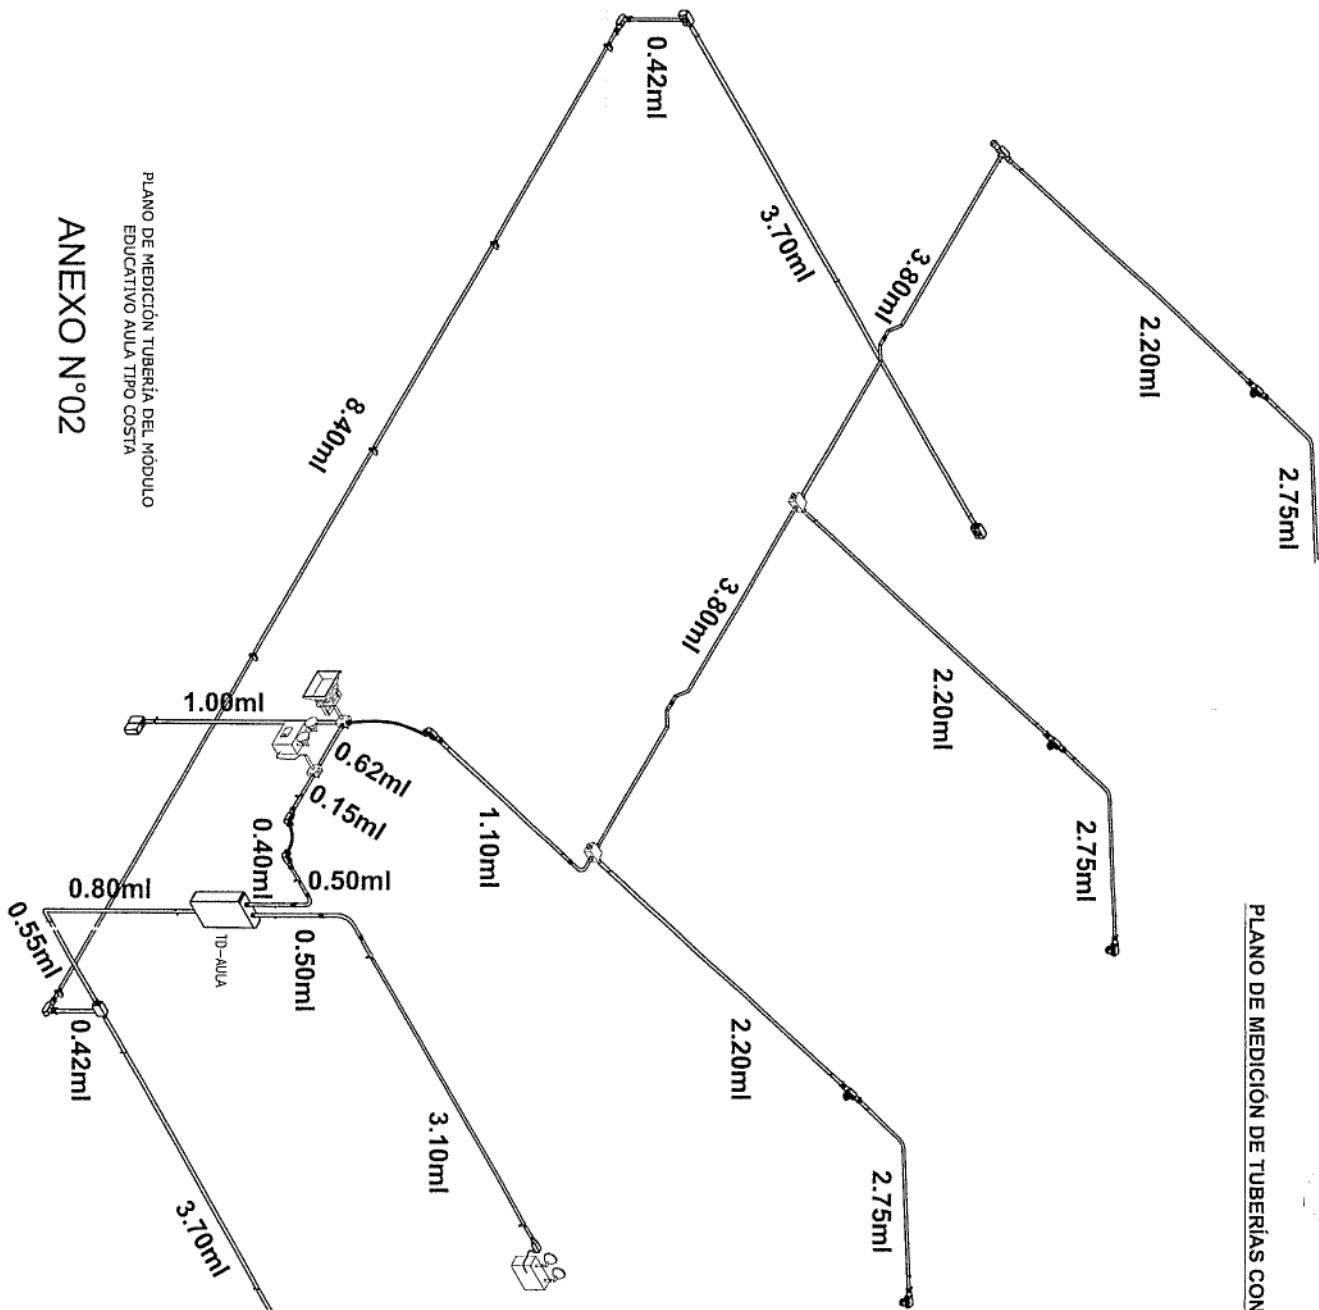 PLANO DE MEDICIÓN DE TUBERÍAS CON
2.75ml
2.20ml
3.80ml
3.70ml
0.42ml
2.75ml
2.20ml
3.80ml
8.40ml
2.75ml
2.20ml
1.10ml
1.00ml
0.62ml
0.15ml
0.40ml
0.50ml
0.80ml
0.55ml
0.50ml
TD-AULA
0.42ml
3.10ml
3.70ml
PLANO DE MEDICIÓN TUBERÍA DEL MÓDULO
EDUCATIVO AULA TIPO COSTA
ANEXO N°02